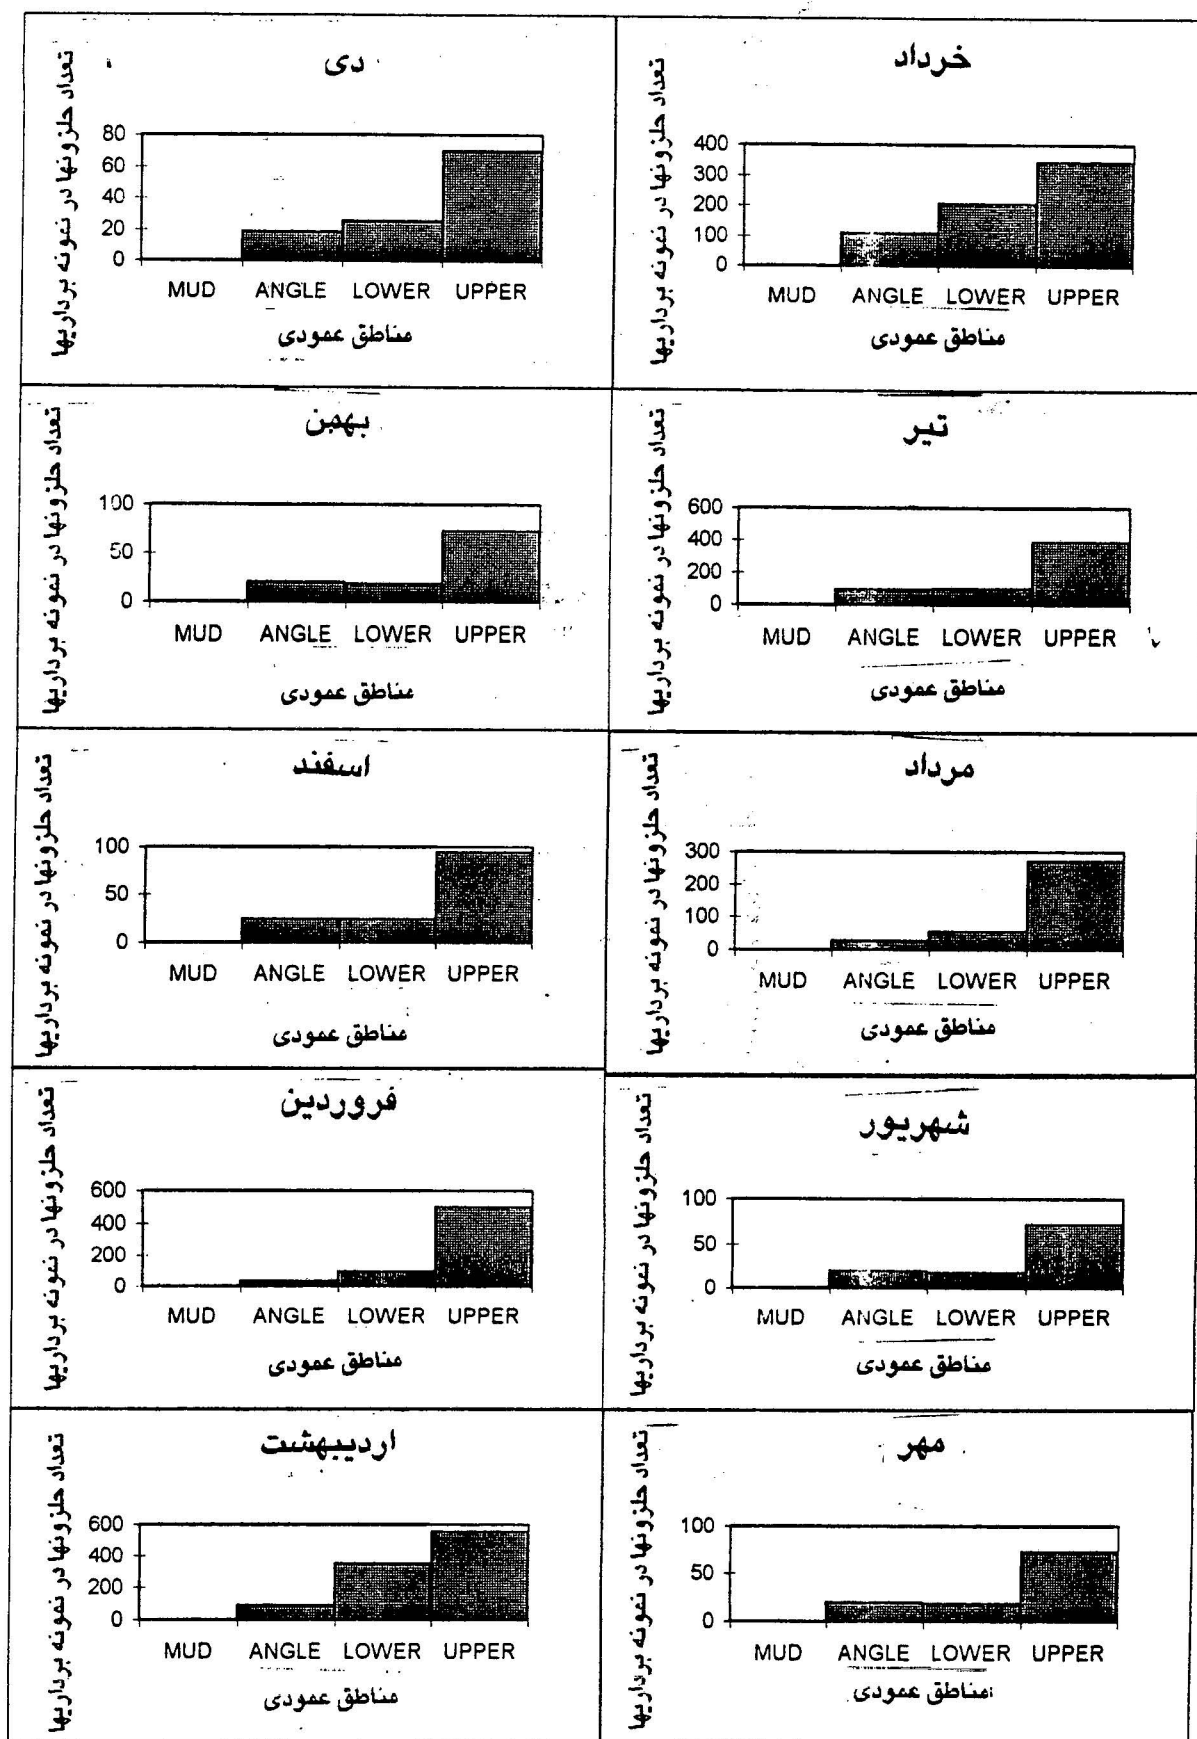 خرداد
تعداد حلزونها در نمونه برداریها
400
300
200
100
0
MUD ANGLE LOWER UPPER
مناطق عمودی
دی
تعداد حلزونها در نمونه برداریها
80
60
40
20
0
MUD ANGLE LOWER UPPER
مناطق عمودی
تیر
تعداد حلزونها در نمونه برداریها
600
400
200
0
MUD ANGLE LOWER UPPER
مناطق عمودی
بهمن
تعداد حلزونها در نمونه برداریها
100
50
0
MUD ANGLE LOWER UPPER
مناطق عمودی
مرداد
تعداد حلزونها در نمونه برداریها
300
200
100
0
MUD ANGLE LOWER UPPER
مناطق عمودی
اسفند
تعداد حلزونها در نمونه برداریها
100
50
0
MUD ANGLE LOWER UPPER
مناطق عمودی
شهریور
تعداد حلزونها در نمونه برداریها
100
50
0
MUD ANGLE LOWER UPPER
مناطق عمودی
فروردین
تعداد حلزونها در نمونه برداریها
600
400
200
0
MUD ANGLE LOWER UPPER
مناطق عمودی
مهر
تعداد حلزونها در نمونه برداریها
100
50
0
MUD ANGLE LOWER UPPER
مناطق عمودی
اردیبهشت
تعداد حلزونها در نمونه برداریها
600
400
200
0
MUD ANGLE LOWER UPPER
مناطق عمودی